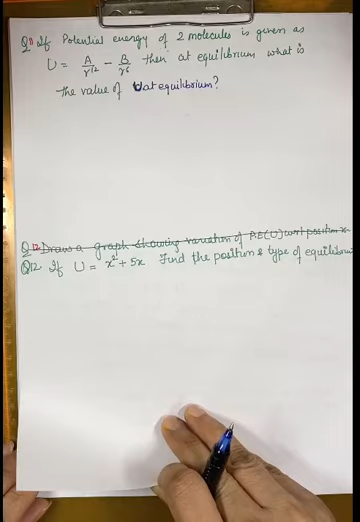 Q11 If Potential energy of 2 molecules is given as
U = A/r¹² - B/r⁶ then at equilibrium what is
the value of U at equilibrium?
Q12 Draw a graph showing variation of P.E(U) wrt position x
Q12 If U = x² + 5x Find the position & type of equilibrium